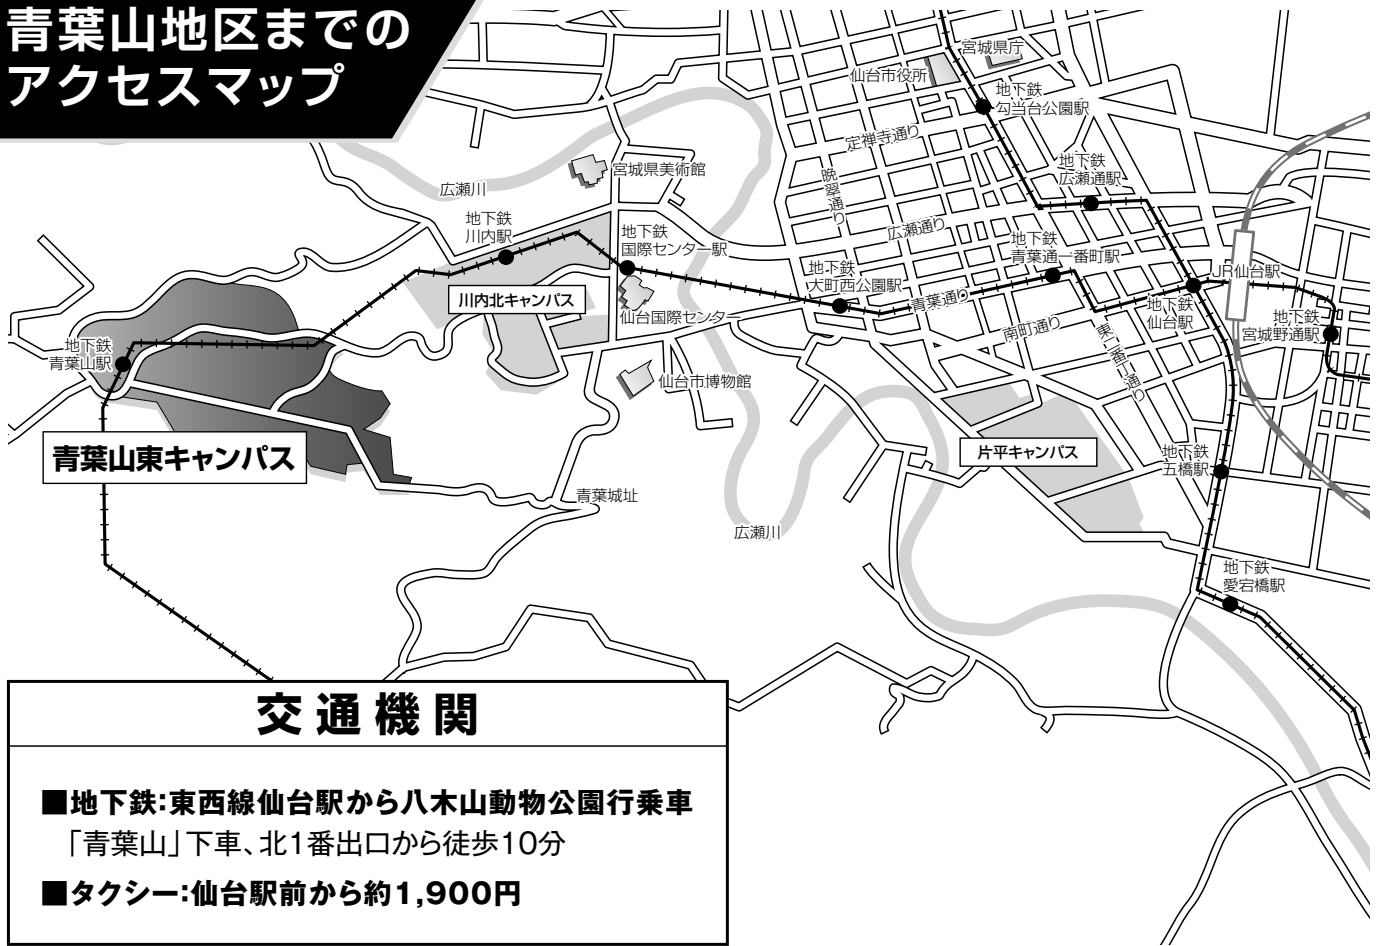 青葉山地区までの
アクセスマップ
宮城県庁
仙台市役所
地下鉄
勾当台公園駅
定禅寺通り
地下鉄
広瀬通駅
宮城県美術館
晩翠通り
広瀬川
地下鉄
川内駅
地下鉄
国際センター駅
広瀬通り
地下鉄
青葉通一番町駅
地下鉄
大町西公園駅
JR仙台駅
川内北キャンパス
青葉通り
仙台国際センター
地下鉄
仙台駅
南町通り
東二番丁通り
地下鉄
宮城野通駅
地下鉄
青葉山駅
仙台市博物館
青葉山東キャンパス
片平キャンパス
地下鉄
五橋駅
青葉城址
広瀬川
地下鉄
愛宕橋駅
交通機関
■地下鉄:東西線仙台駅から八木山動物公園行乗車
「青葉山」下車、北1番出口から徒歩10分
■タクシー:仙台駅前から約1,900円